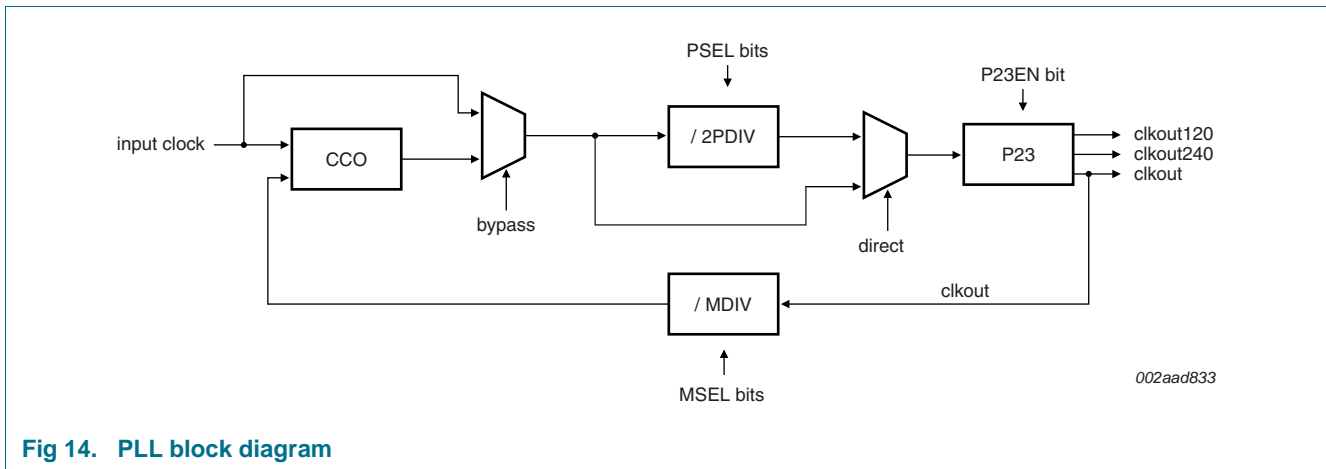 PSEL bits
P23EN bit
input clock
CCO
/ 2PDIV
P23
clkout120
clkout240
clkout
bypass
direct
clkout
/ MDIV
MSEL bits
002aad833
Fig 14. PLL block diagram